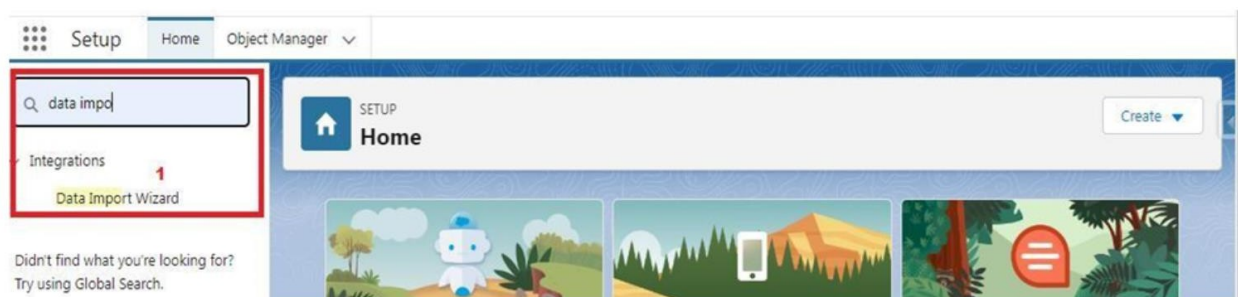 Setup Home Object Manager
data impo
Integrations
1
Data Import Wizard
Didn't find what you're looking for?
Try using Global Search.
SETUP
Home
Create